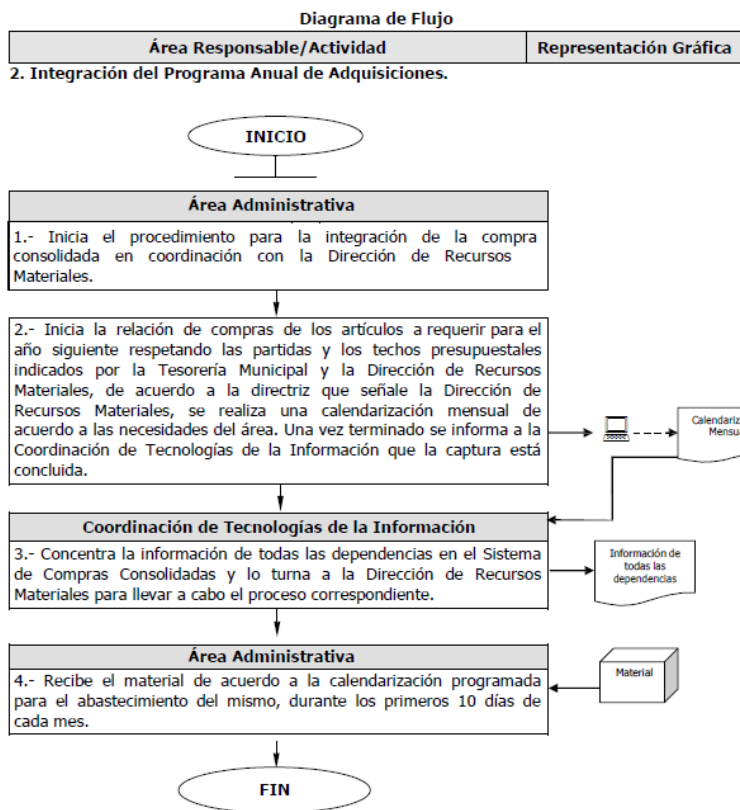 Diagrama de Flujo
Área Responsable/Actividad
Representación Gráfica
2. Integración del Programa Anual de Adquisiciones.
INICIO
Área Administrativa
1.- Inicia el procedimiento para la integración de la compra
consolidada en coordinación con la Dirección de Recursos
Materiales.
2.- Inicia la relación de compras de los artículos a requerir para el
año siguiente respetando las partidas y los techos presupuestales
indicados por la Tesorería Municipal y la Dirección de Recursos
Materiales, de acuerdo a la directriz que señale la Dirección de
Recursos Materiales, se realiza una calendarización mensual de
acuerdo a las necesidades del área. Una vez terminado se informa a la
Coordinación de Tecnologías de la Información que la captura está
concluida.
Calendariz
Mensua
Coordinación de Tecnologías de la Información
3.- Concentra la información de todas las dependencias en el Sistema
de Compras Consolidadas y lo turna a la Dirección de Recursos
Materiales para llevar a cabo el proceso correspondiente.
Información de
todas las
dependencias
Área Administrativa
4.- Recibe el material de acuerdo a la calendarización programada
para el abastecimiento del mismo, durante los primeros 10 días de
cada mes.
Material
FIN